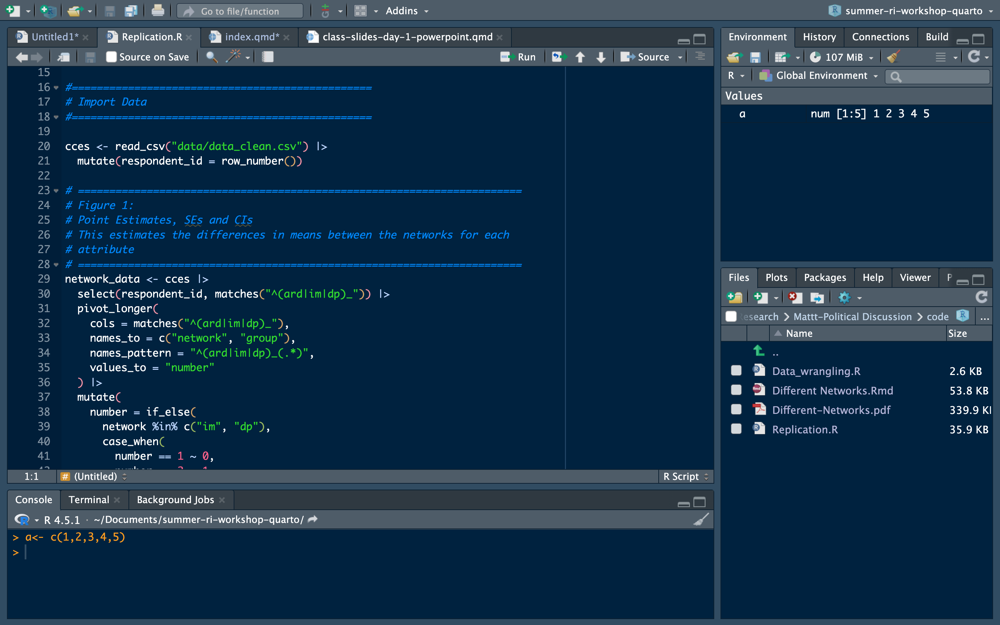 Go to file/function
Addins
summer-ri-workshop-quarto
Untitled1*
Replication.R
index.qmd*
class-slides-day-1-powerpoint.qmd
Source on Save
Run
Source
15
16 #================================================
17 # Import Data
18 #================================================
19
20 cces <- read_csv("data/data_clean.csv") |>
21   mutate(respondent_id = row_number())
22
23 # =======================================================================
24 # Figure 1:
25 # Point Estimates, SEs and CIs
26 # This estimates the differences in means between the networks for each
27 # attribute
28 # =======================================================================
29 network_data <- cces |>
30   select(respondent_id, matches("^(ard|im|dp)_")) |>
31   pivot_longer(
32     cols = matches("^(ard|im|dp)_"),
33     names_to = c("network", "group"),
34     names_pattern = "^(ard|im|dp)_(.*)",
35     values_to = "number"
36   ) |>
37   mutate(
38     number = if_else(
39       network %in% c("im", "dp"),
40       case_when(
41         number == 1 ~ 0,
1:1
# (Untitled)
R Script
Console
Terminal
Background Jobs
R 4.5.1 · ~/Documents/summer-ri-workshop-quarto/
> a<- c(1,2,3,4,5)
>
Environment
History
Connections
Build
107 MiB
R
Global Environment
Values
a num [1:5] 1 2 3 4 5
Files
Plots
Packages
Help
Viewer
P
esearch > Mattt-Political Discussion > code ...
Name Size
..
Data_wrangling.R 2.6 KB
Different Networks.Rmd 53.8 KB
Different-Networks.pdf 339.9 K
Replication.R 35.9 KB